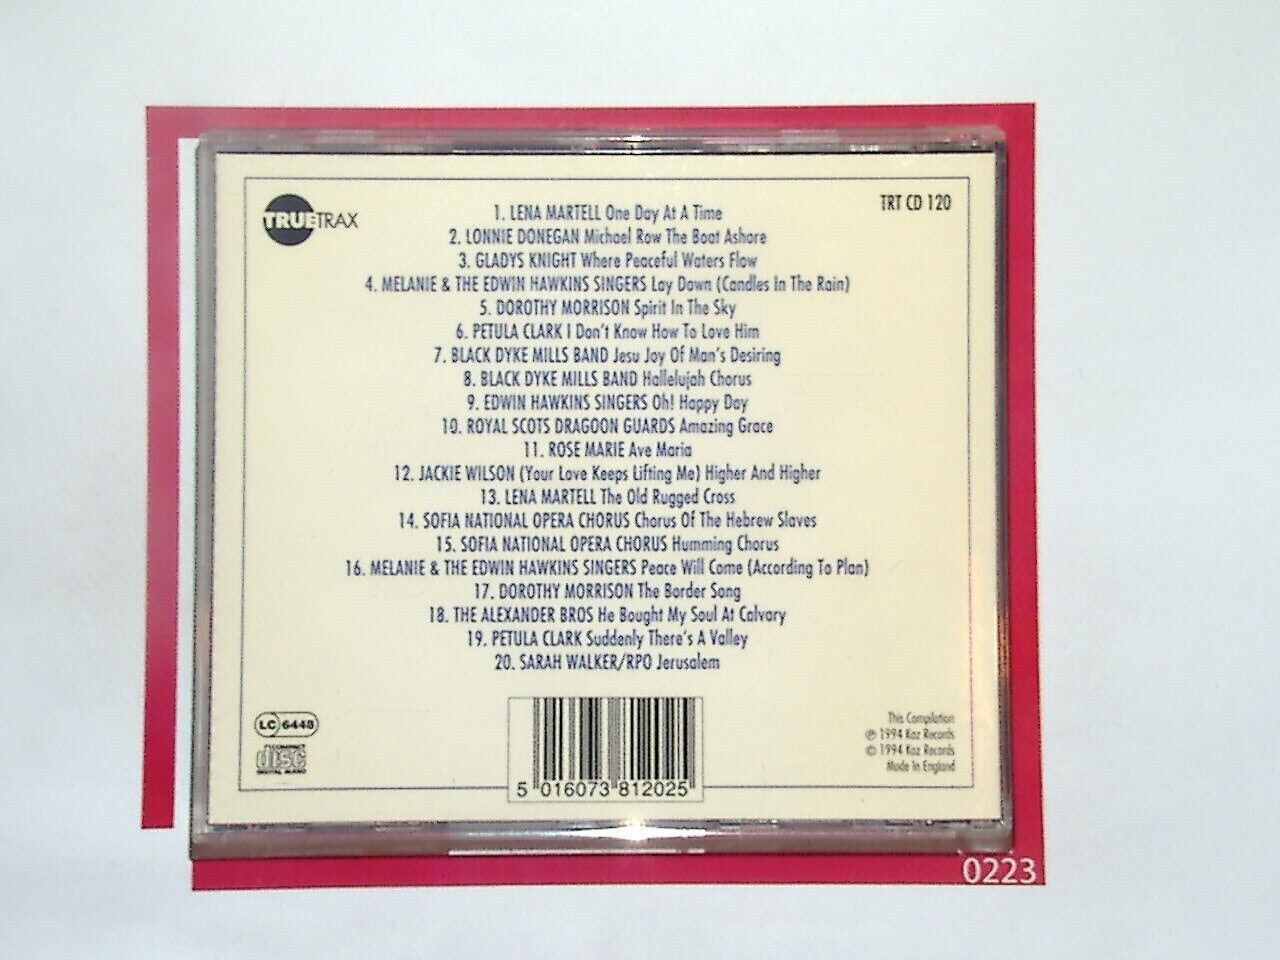 TRUETRAX
TRT CD 120
1. LENA MARTELL One Day At A Time
2. LONNIE DONEGAN Michael Row The Boat Ashore
3. GLADYS KNIGHT Where Peaceful Waters Flow
4. MELANIE & THE EDWIN HAWKINS SINGERS Lay Down (Candles In The Rain)
5. DOROTHY MORRISON Spirit In The Sky
6. PETULA CLARK I Don't Know How To Love Him
7. BLACK DYKE MILLS BAND Jesu Joy Of Man's Desiring
8. BLACK DYKE MILLS BAND Hallelujah Chorus
9. EDWIN HAWKINS SINGERS Oh! Happy Day
10. ROYAL SCOTS DRAGOON GUARDS Amazing Grace
11. ROSE MARIE Ave Maria
12. JACKIE WILSON (Your Love Keeps Lifting Me) Higher And Higher
13. LENA MARTELL The Old Rugged Cross
14. SOFIA NATIONAL OPERA CHORUS Chorus Of The Hebrew Slaves
15. SOFIA NATIONAL OPERA CHORUS Humming Chorus
16. MELANIE & THE EDWIN HAWKINS SINGERS Peace Will Come (According To Plan)
17. DOROTHY MORRISON The Border Song
18. THE ALEXANDER BROS He Bought My Soul At Calvary
19. PETULA CLARK Suddenly There's A Valley
20. SARAH WALKER/RPO Jerusalem
LC 6448
COMPACT
disc
DIGITAL AUDIO
5 016073 812025
This Compilation
℗ 1994 Kaz Records
© 1994 Kaz Records
Made In England
0223